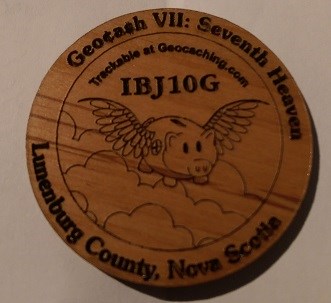 Geocash VII: Seventh Heaven
Trackable at Geocaching.com
IBJ10G
Lunenburg County, Nova Scotia